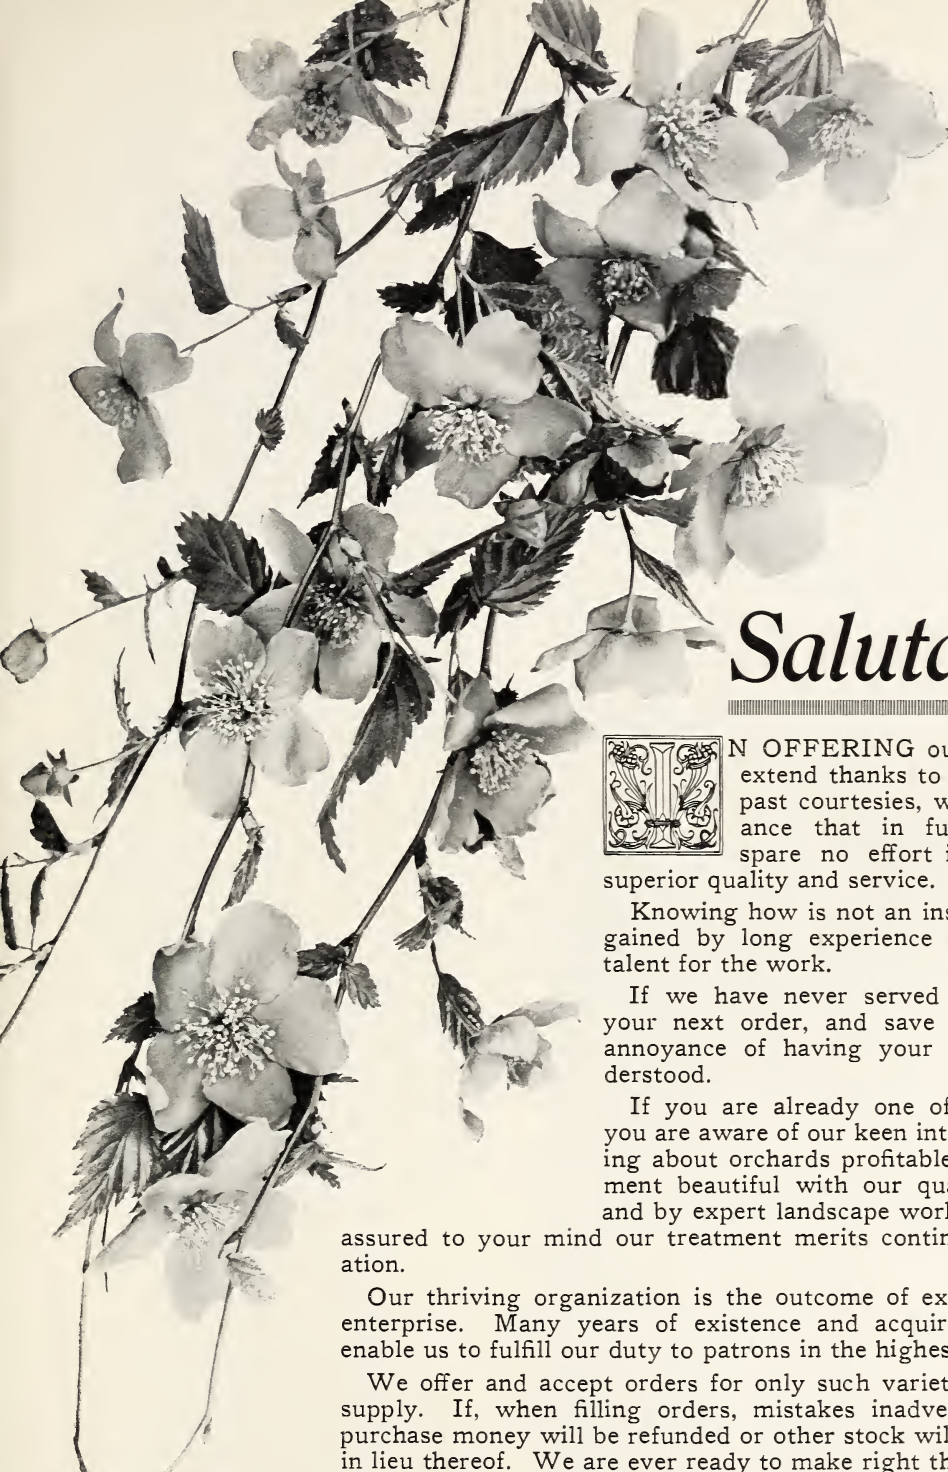 Saluta
IN OFFERING ou
extend thanks to
past courtesies, w
ance that in fu
spare no effort i
superior quality and service.
Knowing how is not an ins
gained by long experience
talent for the work.
If we have never served
your next order, and save
annoyance of having your
derstood.
If you are already one of
you are aware of our keen int
ing about orchards profitable
ment beautiful with our qua
and by expert landscape worl
assured to your mind our treatment merits contin
ation.
Our thriving organization is the outcome of ex
enterprise. Many years of existence and acquir
enable us to fulfill our duty to patrons in the highes
We offer and accept orders for only such variet
supply. If, when filling orders, mistakes inadve
purchase money will be refunded or other stock wil
in lieu thereof. We are ever ready to make right th